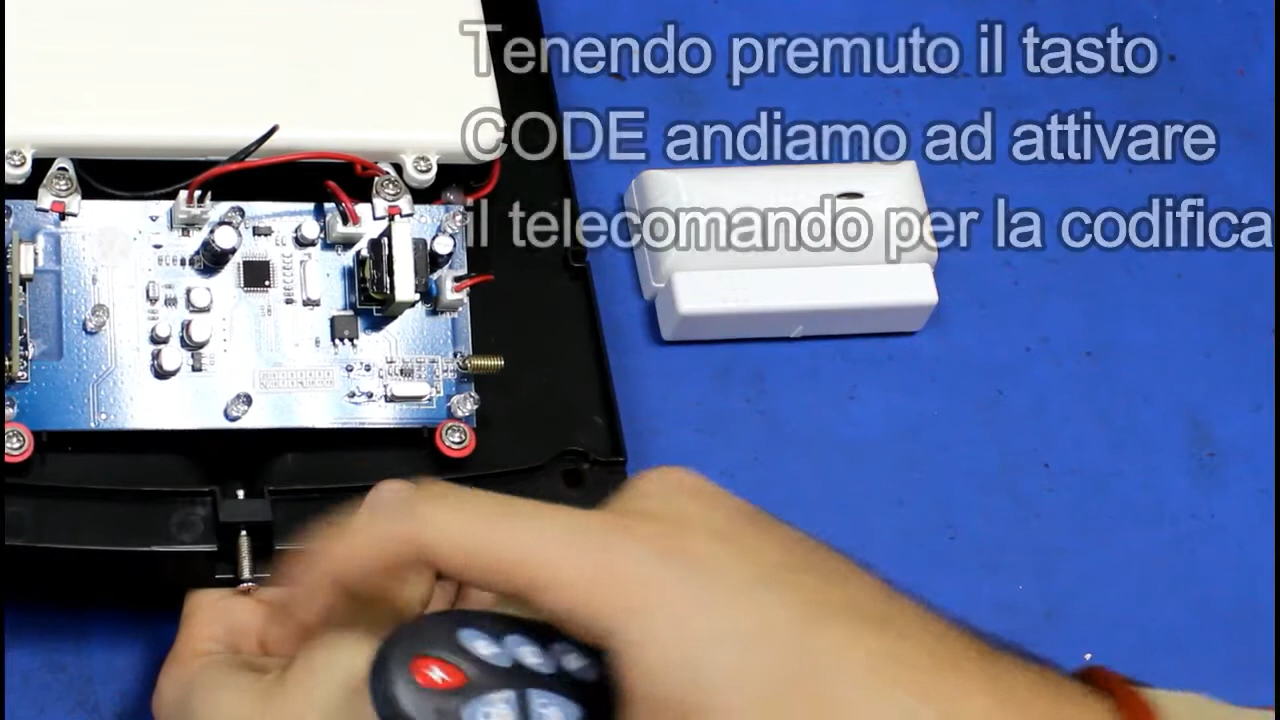 Tenendo premuto il tasto
CODE andiamo ad attivare
il telecomando per la codifica